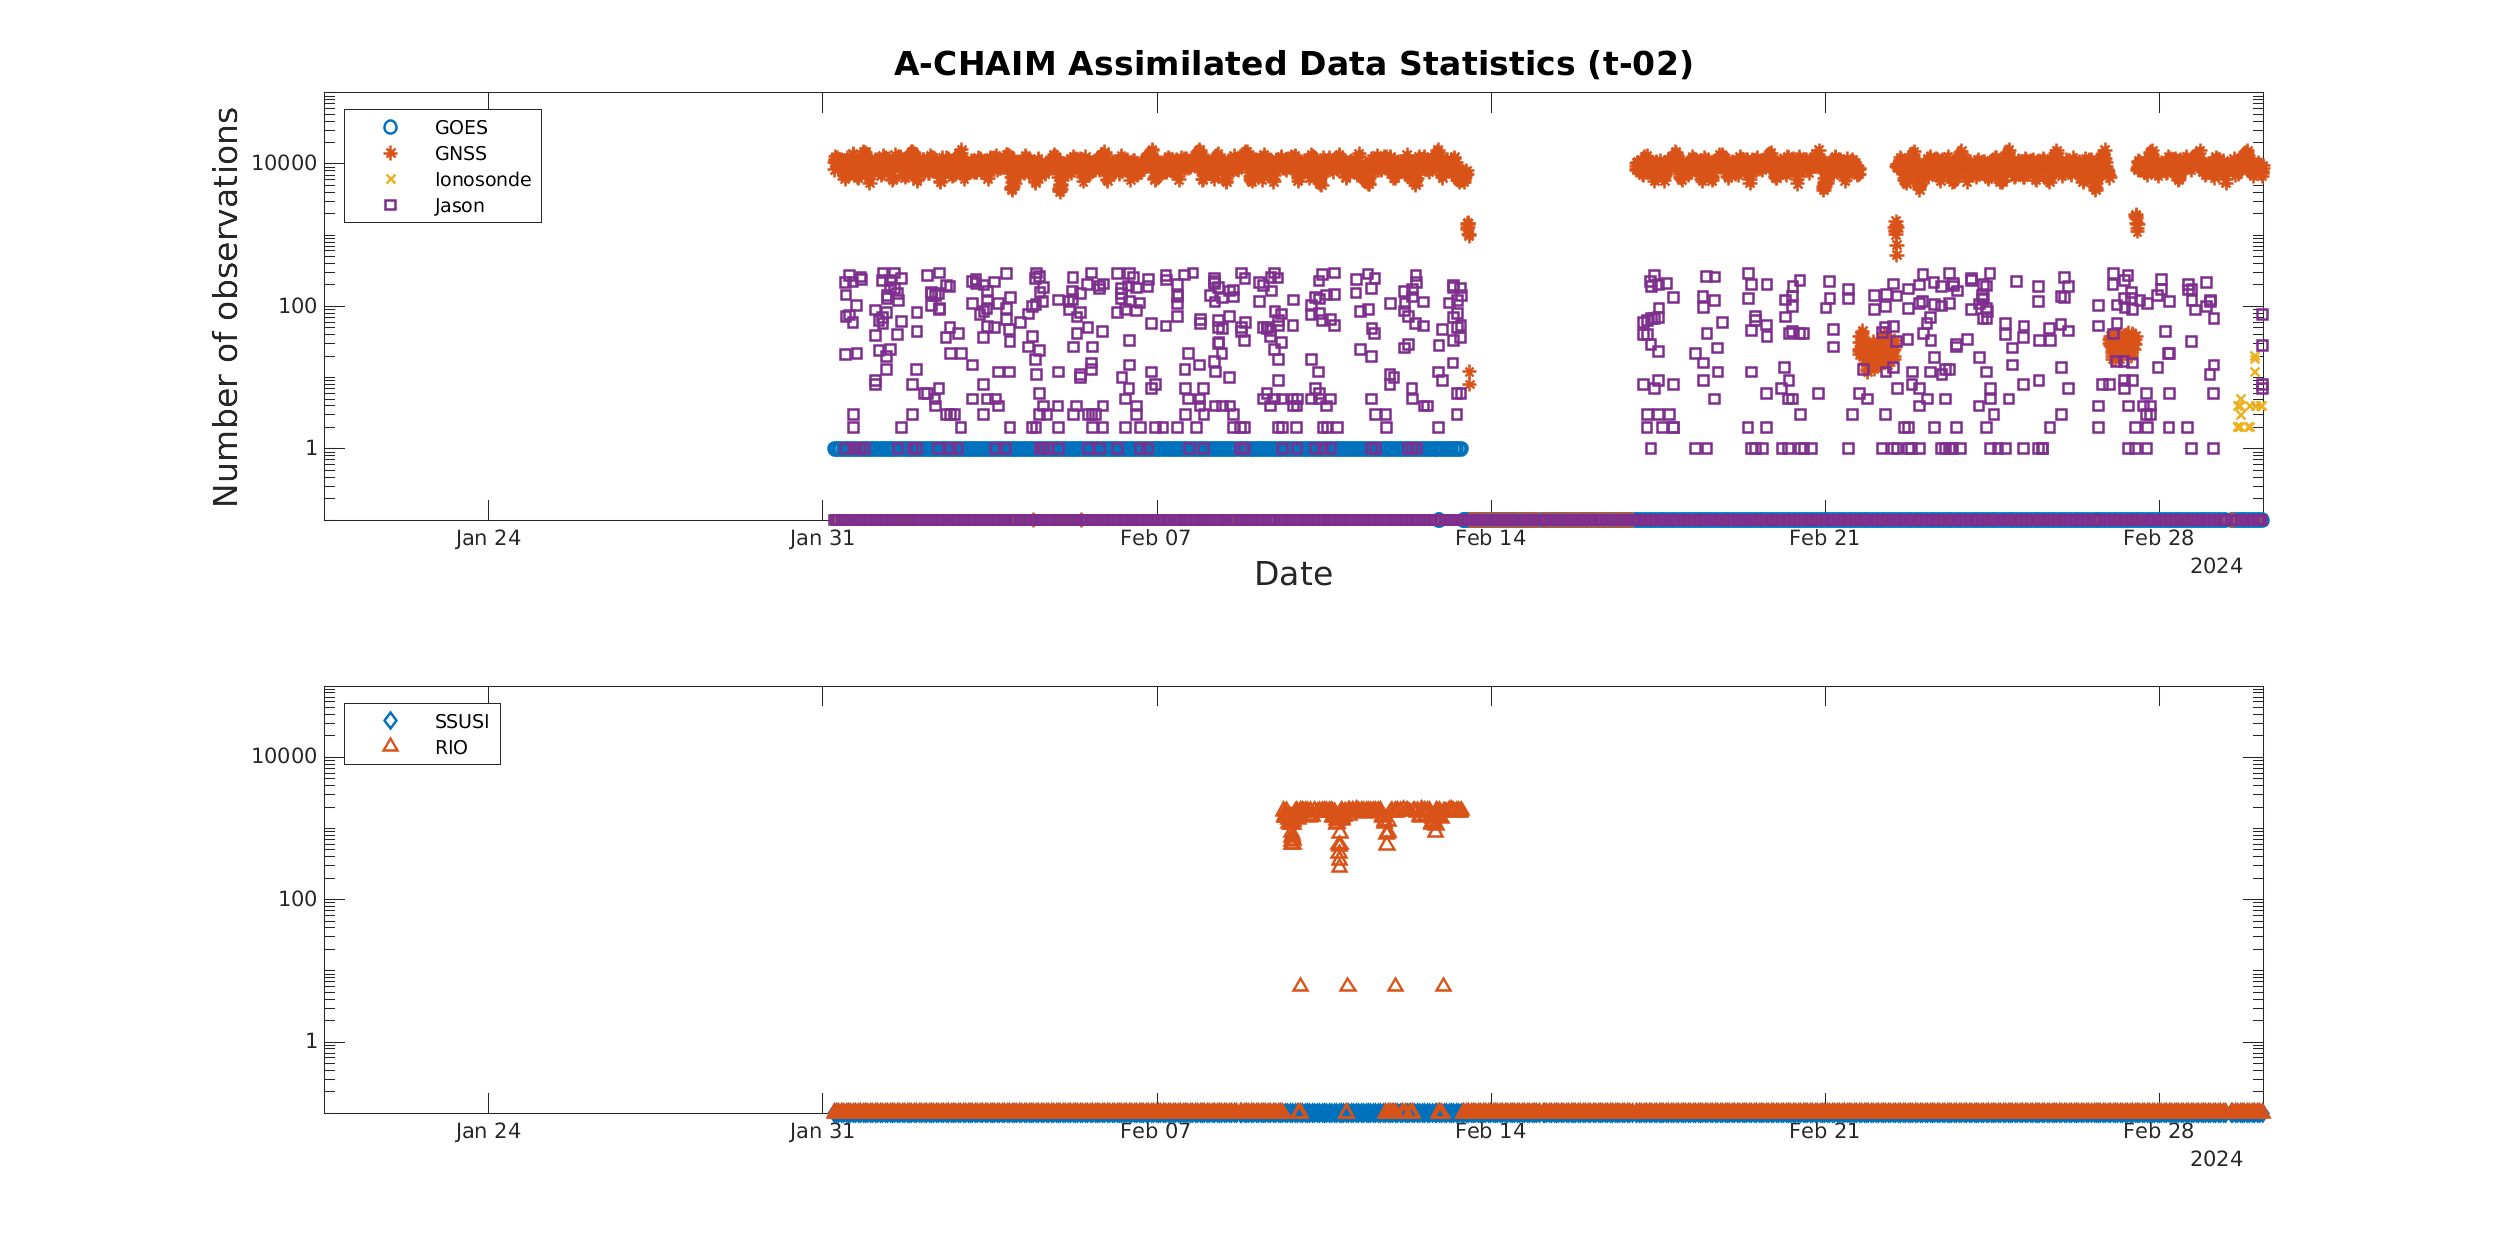 A-CHAIM Assimilated Data Statistics (t-02)
Number of observations
10000
100
1
GOES
GNSS
Ionosonde
Jason
Jan 24
Jan 31
Feb 07
Feb 14
Feb 21
Feb 28
2024
Date
10000
100
1
SSUSI
RIO
Jan 24
Jan 31
Feb 07
Feb 14
Feb 21
Feb 28
2024